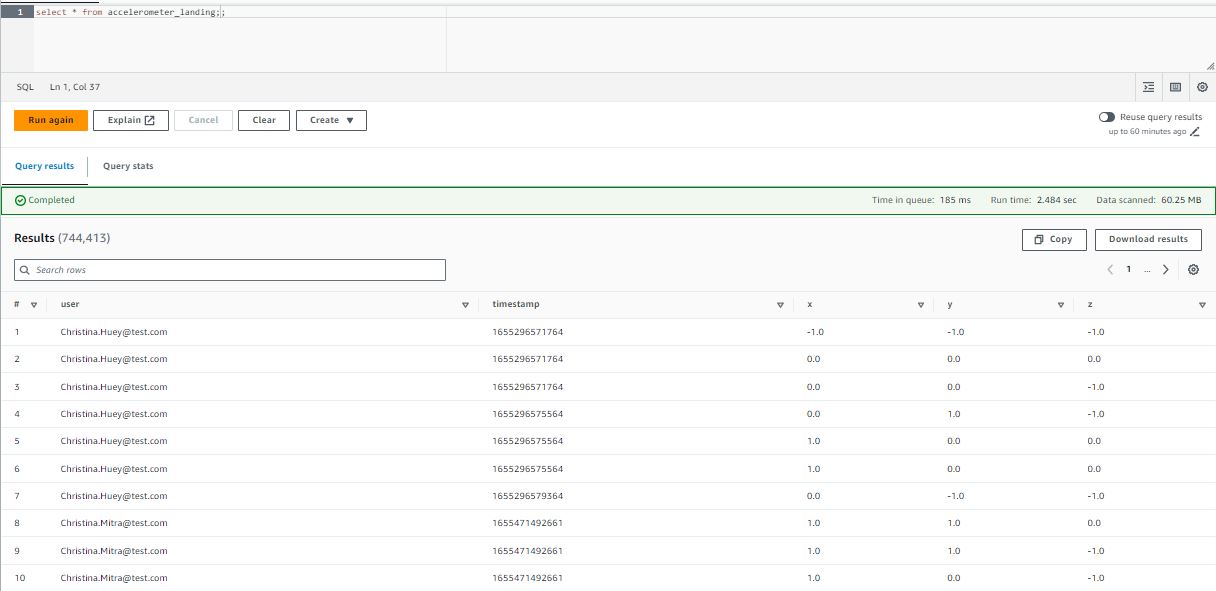 1 select * from accelerometer_landing;;
SQL Ln 1, Col 37
Run again Explain Cancel Clear Create
Reuse query results
up to 60 minutes ago
Query results Query stats
Completed Time in queue: 185 ms Run time: 2.484 sec Data scanned: 60.25 MB
Results (744,413) Copy Download results
Search rows 1 ...
# user timestamp x y z
1 Christina.Huey@test.com 1655296571764 -1.0 -1.0 -1.0
2 Christina.Huey@test.com 1655296571764 0.0 0.0 0.0
3 Christina.Huey@test.com 1655296571764 0.0 0.0 -1.0
4 Christina.Huey@test.com 1655296575564 0.0 1.0 -1.0
5 Christina.Huey@test.com 1655296575564 1.0 0.0 0.0
6 Christina.Huey@test.com 1655296575564 1.0 0.0 0.0
7 Christina.Huey@test.com 1655296579364 0.0 -1.0 -1.0
8 Christina.Mitra@test.com 1655471492661 1.0 1.0 0.0
9 Christina.Mitra@test.com 1655471492661 1.0 1.0 -1.0
10 Christina.Mitra@test.com 1655471492661 1.0 0.0 -1.0